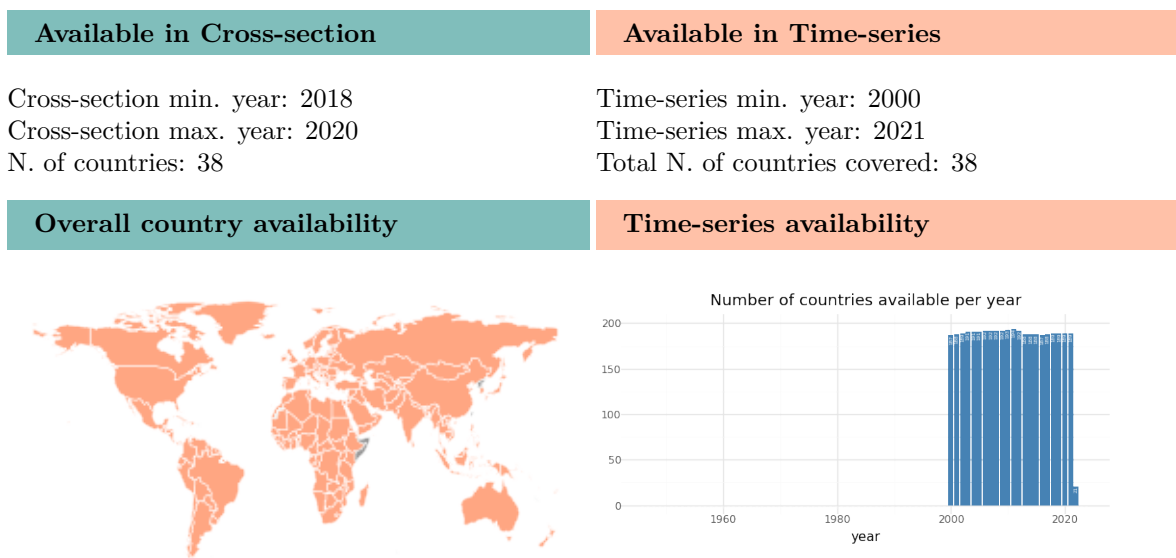 Available in Cross-section
Available in Time-series
Cross-section min. year: 2018
Cross-section max. year: 2020
N. of countries: 38
Time-series min. year: 2000
Time-series max. year: 2021
Total N. of countries covered: 38
Overall country availability
Time-series availability
Number of countries available per year
200
150
100
50
0
1960
1980
2000
2020
year